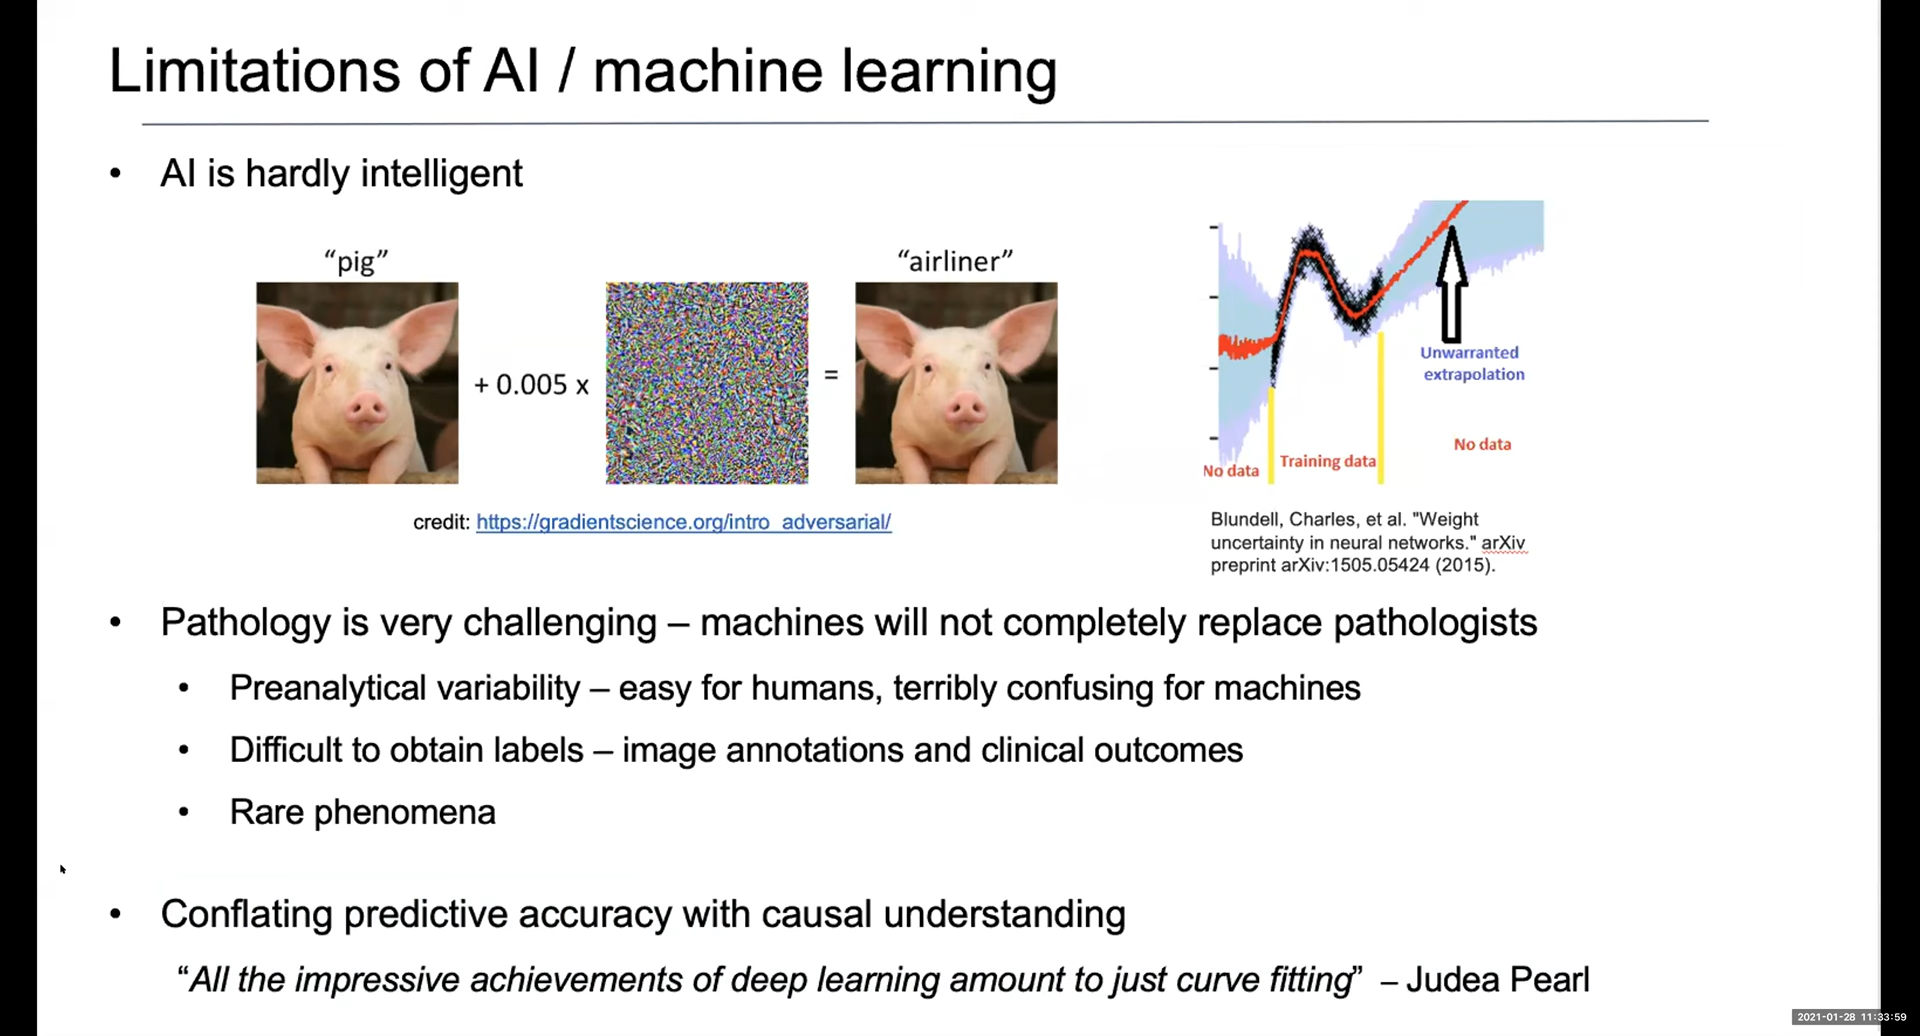 Limitations of AI / machine learning
• AI is hardly intelligent
“pig”
+ 0.005 x
=
“airliner”
credit: https://gradientscience.org/intro_adversarial/
Unwarranted
extrapolation
No data
Training data
No data
Blundell, Charles, et al. "Weight
uncertainty in neural networks." arXiv
preprint arXiv:1505.05424 (2015).
• Pathology is very challenging – machines will not completely replace pathologists
• Preanalytical variability – easy for humans, terribly confusing for machines
• Difficult to obtain labels – image annotations and clinical outcomes
• Rare phenomena
• Conflating predictive accuracy with causal understanding
“All the impressive achievements of deep learning amount to just curve fitting” – Judea Pearl
2021-01-28 11:33:59